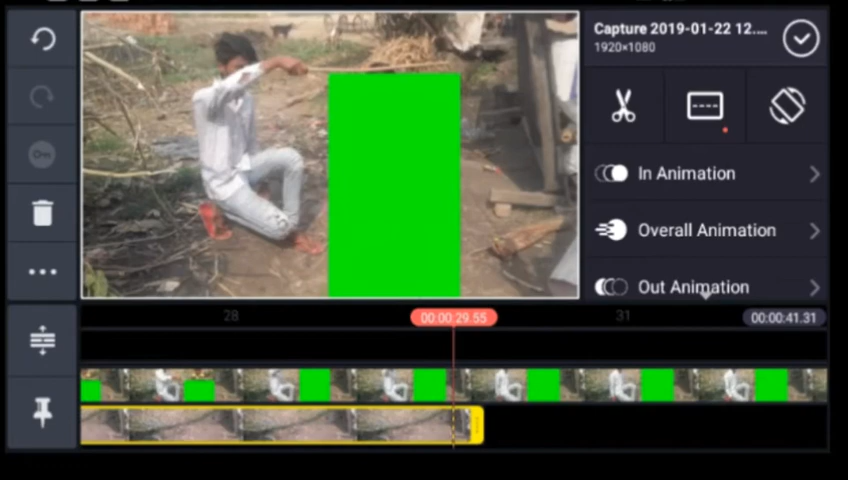 Capture 2019-01-22 12....
1920×1080
In Animation
Overall Animation
Out Animation
28
00:00:29.55
31
00:00:41.31